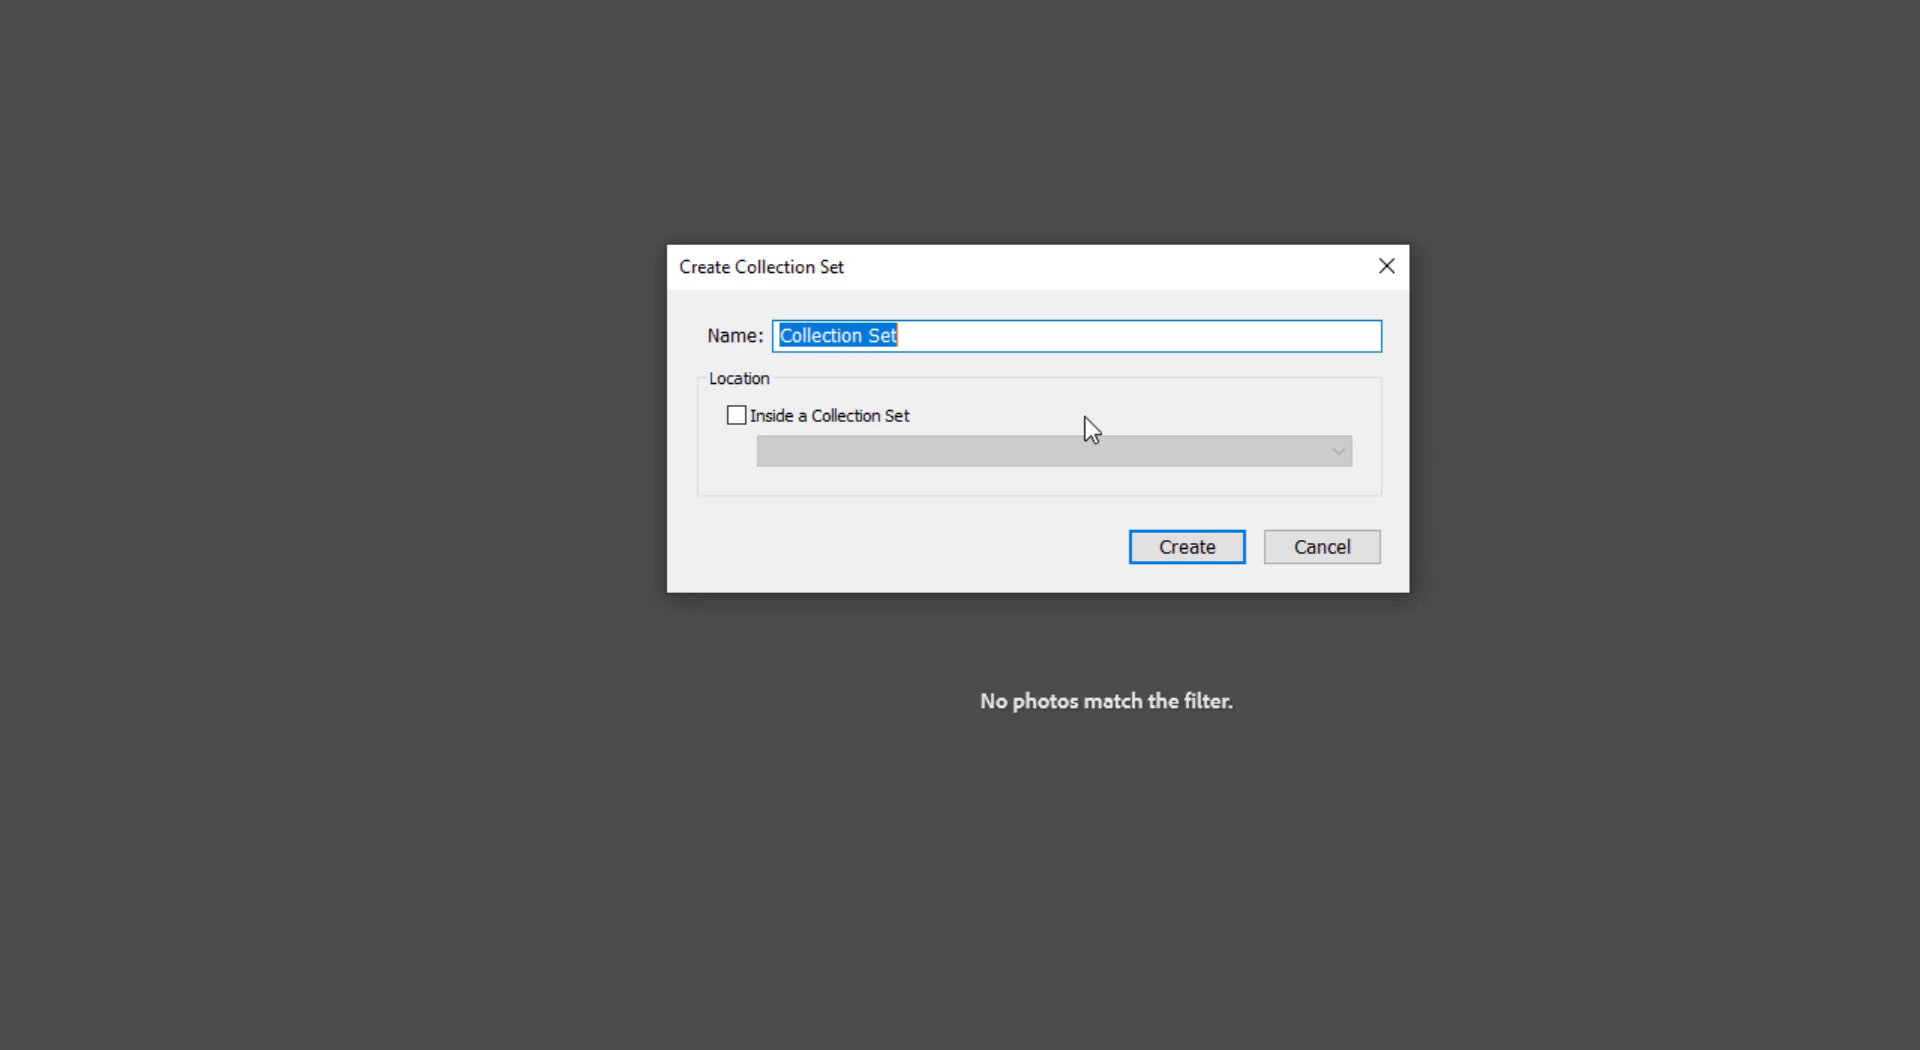 Create Collection Set
Name: Collection Set
Location
Inside a Collection Set
Create Cancel
No photos match the filter.